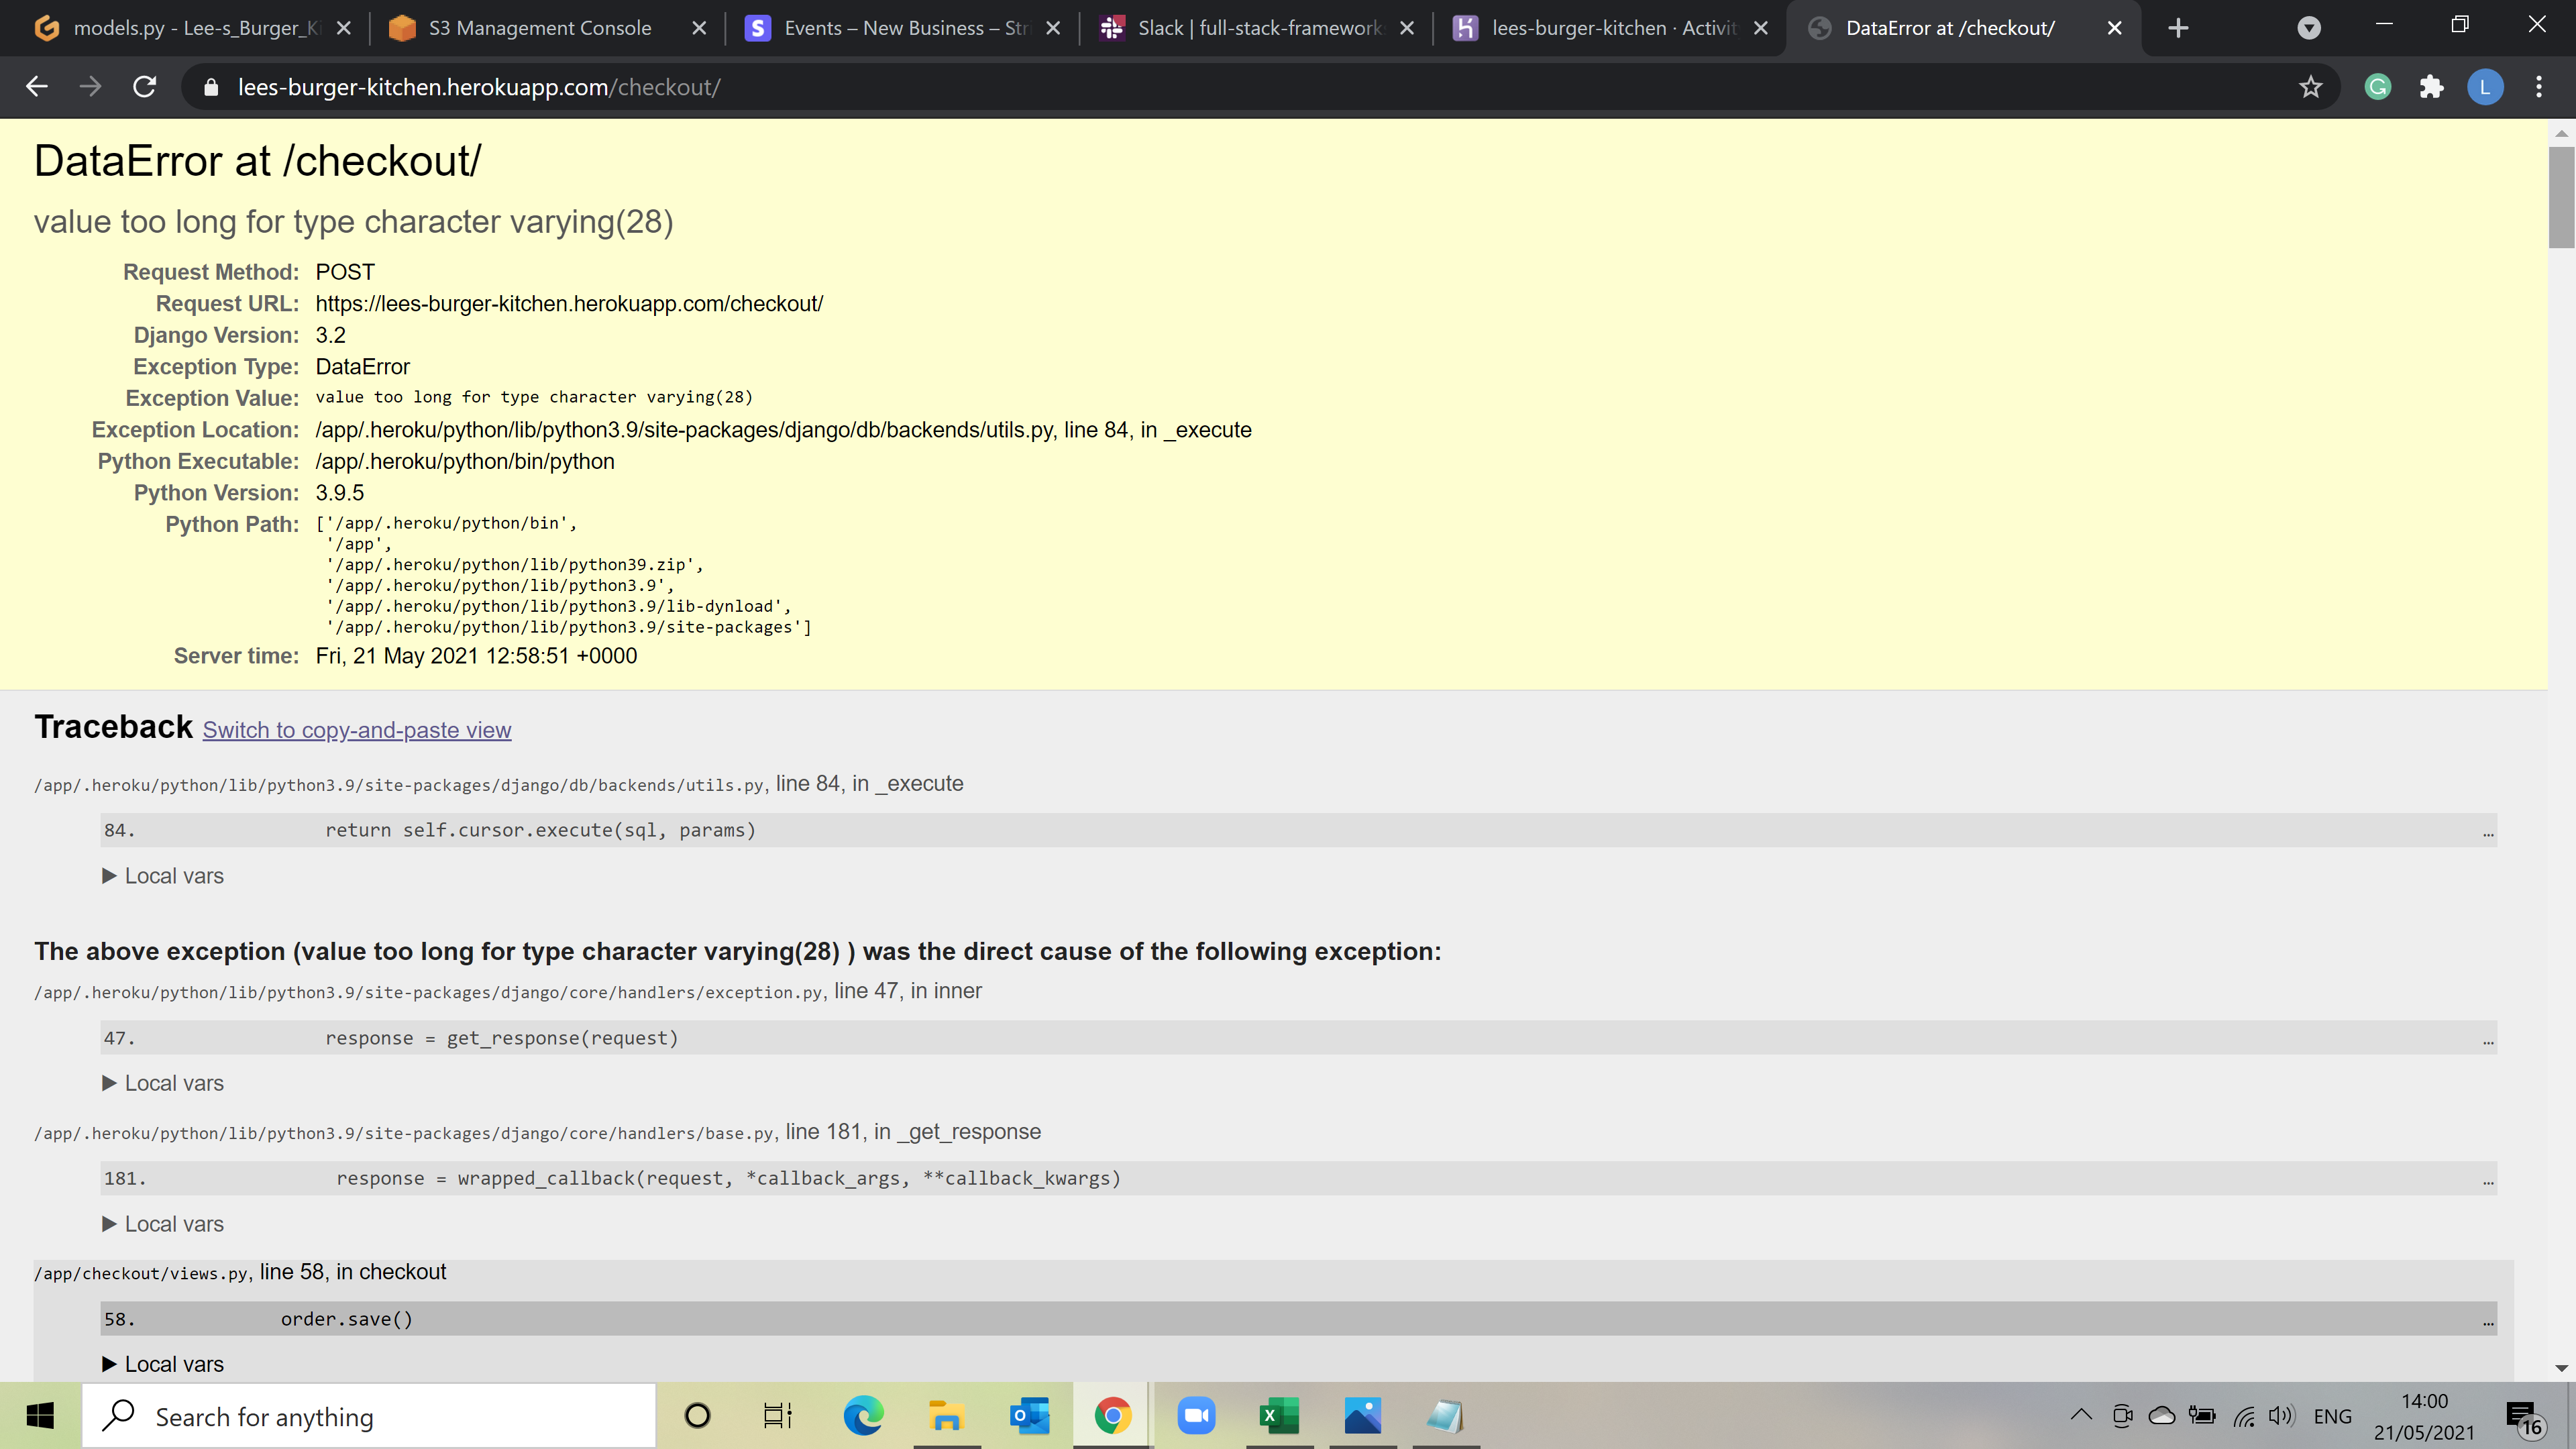 models.py - Lee-s_Burger_Ki
S3 Management Console
Events – New Business – Stri
Slack | full-stack-frameworks
lees-burger-kitchen · Activit
DataError at /checkout/
lees-burger-kitchen.herokuapp.com/checkout/
L
DataError at /checkout/
value too long for type character varying(28)
Request Method: POST
Request URL: https://lees-burger-kitchen.herokuapp.com/checkout/
Django Version: 3.2
Exception Type: DataError
Exception Value: value too long for type character varying(28)
Exception Location: /app/.heroku/python/lib/python3.9/site-packages/django/db/backends/utils.py, line 84, in _execute
Python Executable: /app/.heroku/python/bin/python
Python Version: 3.9.5
Python Path: ['/app/.heroku/python/bin',
'/app',
'/app/.heroku/python/lib/python39.zip',
'/app/.heroku/python/lib/python3.9',
'/app/.heroku/python/lib/python3.9/lib-dynload',
'/app/.heroku/python/lib/python3.9/site-packages']
Server time: Fri, 21 May 2021 12:58:51 +0000
Traceback Switch to copy-and-paste view
/app/.heroku/python/lib/python3.9/site-packages/django/db/backends/utils.py, line 84, in _execute
84. return self.cursor.execute(sql, params) …
▶ Local vars
The above exception (value too long for type character varying(28) ) was the direct cause of the following exception:
/app/.heroku/python/lib/python3.9/site-packages/django/core/handlers/exception.py, line 47, in inner
47. response = get_response(request) …
▶ Local vars
/app/.heroku/python/lib/python3.9/site-packages/django/core/handlers/base.py, line 181, in _get_response
181. response = wrapped_callback(request, *callback_args, **callback_kwargs) …
▶ Local vars
/app/checkout/views.py, line 58, in checkout
58. order.save() …
▶ Local vars
Search for anything
ENG
14:00
21/05/2021
16